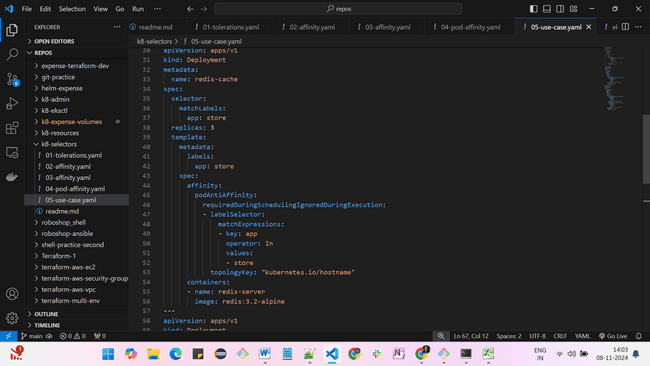 File Edit Selection View Go Run ···
repos
EXPLORER ···
readme.md
01-tolerations.yaml
02-affinity.yaml
03-affinity.yaml
04-pod-affinity.yaml
05-use-case.yaml
k8-selectors > 05-use-case.yaml
OPEN EDITORS
REPOS
expense-terraform-dev
git-practice
helm-expense
k8-admin
k8-eksctl
k8-expense-volumes
k8-resources
k8-selectors
01-tolerations.yaml
02-affinity.yaml
03-affinity.yaml
04-pod-affinity.yaml
05-use-case.yaml
readme.md
roboshop_shell
roboshop-ansible
shell-practice-second
Terraform-1
terraform-aws-ec2
terraform-aws-security-group
terraform-aws-vpc
terraform-multi-env
OUTLINE
TIMELINE
30 apiVersion: apps/v1
31 kind: Deployment
32 metadata:
33 name: redis-cache
34 spec:
35 selector:
36 matchLabels:
37 app: store
38 replicas: 3
39 template:
40 metadata:
41 labels:
42 app: store
43 spec:
44 affinity:
45 podAntiAffinity:
46 requiredDuringSchedulingIgnoredDuringExecution:
47 - labelSelector:
48 matchExpressions:
49 - key: app
50 operator: In
51 values:
52 - store
53 topologyKey: "kubernetes.io/hostname"
54 containers:
55 - name: redis-server
56 image: redis:3.2-alpine
57 ---
58 apiVersion: apps/v1
59 kind: Deployment
main 0 0 0 Ln 67, Col 12 Spaces: 2 UTF-8 CRLF YAML Go Live
ENG
IN
14:03
08-11-2024